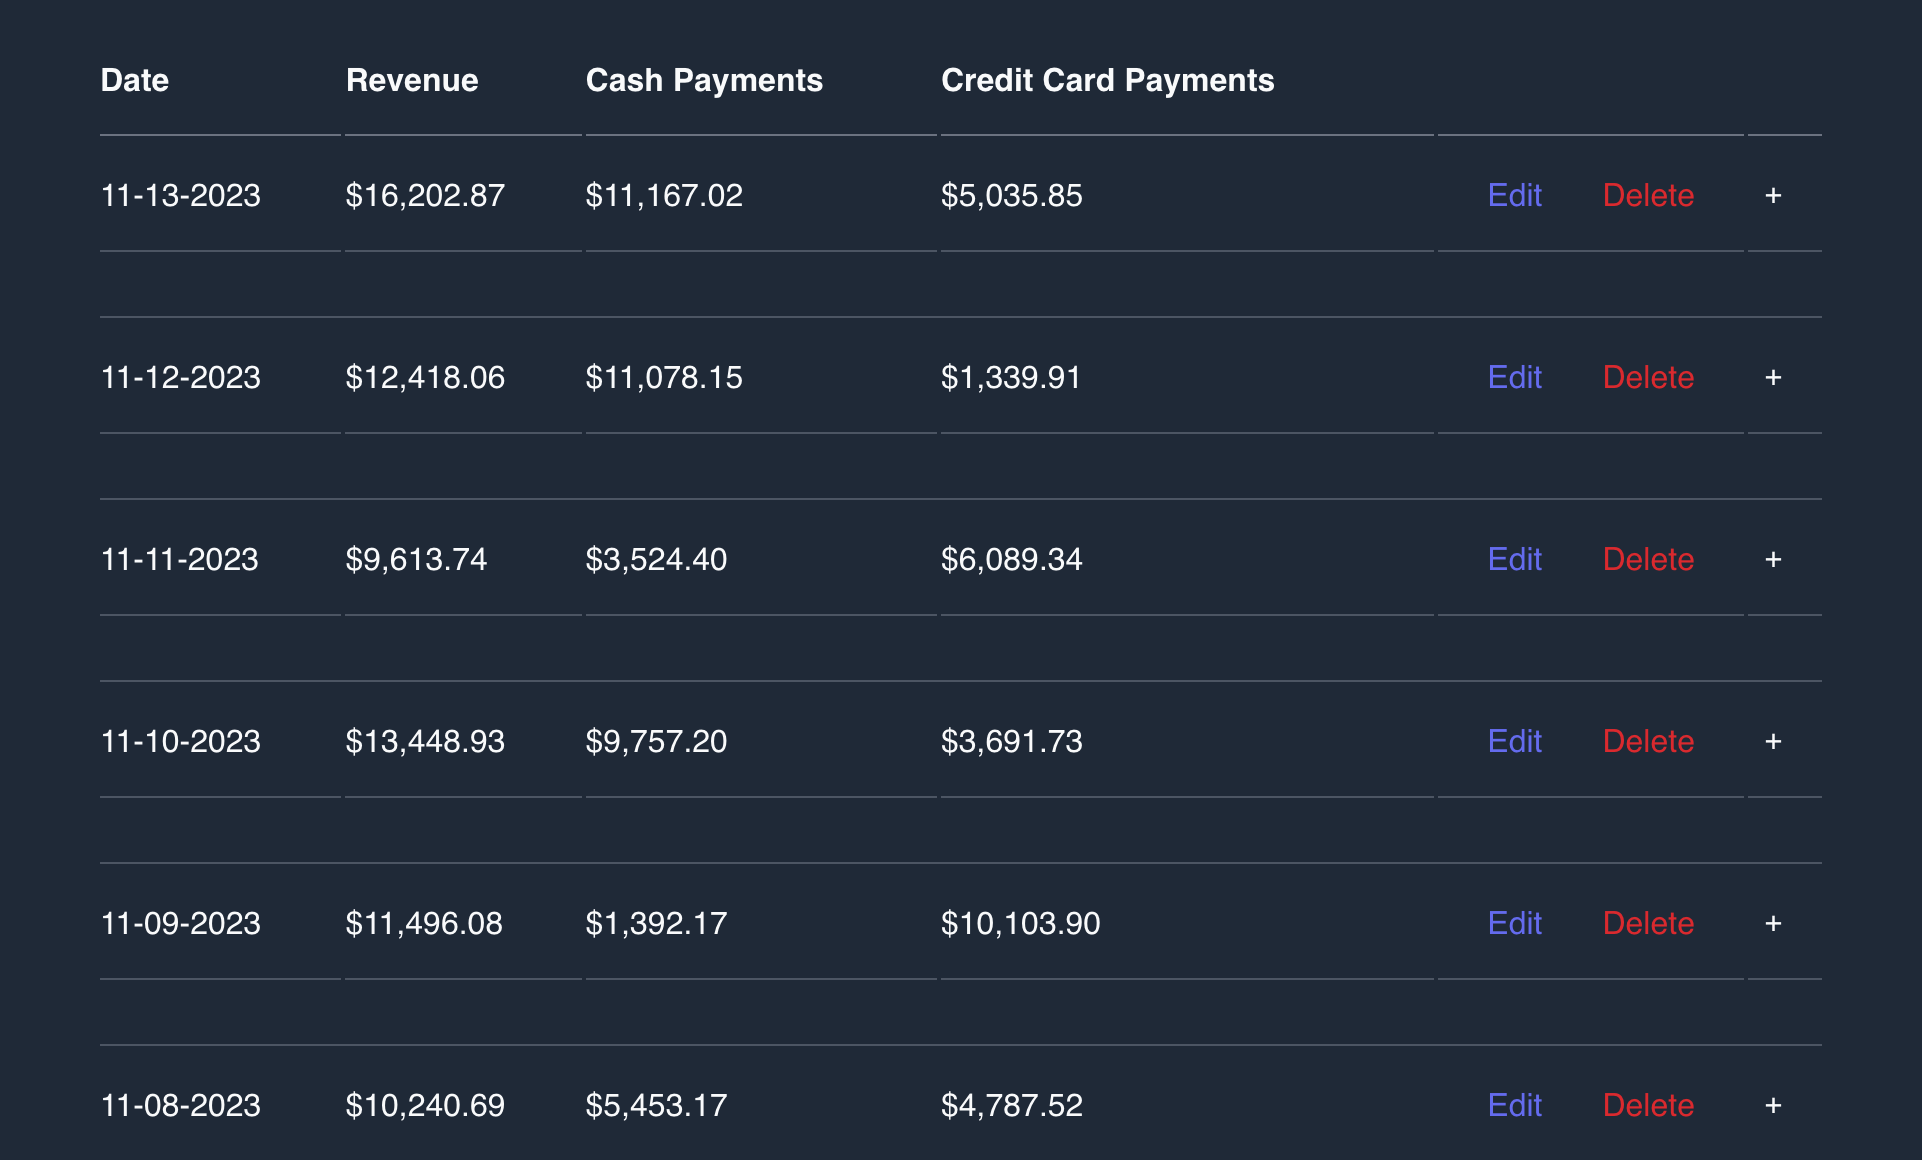 Date Revenue Cash Payments Credit Card Payments
11-13-2023 $16,202.87 $11,167.02 $5,035.85 Edit Delete +
11-12-2023 $12,418.06 $11,078.15 $1,339.91 Edit Delete +
11-11-2023 $9,613.74 $3,524.40 $6,089.34 Edit Delete +
11-10-2023 $13,448.93 $9,757.20 $3,691.73 Edit Delete +
11-09-2023 $11,496.08 $1,392.17 $10,103.90 Edit Delete +
11-08-2023 $10,240.69 $5,453.17 $4,787.52 Edit Delete +